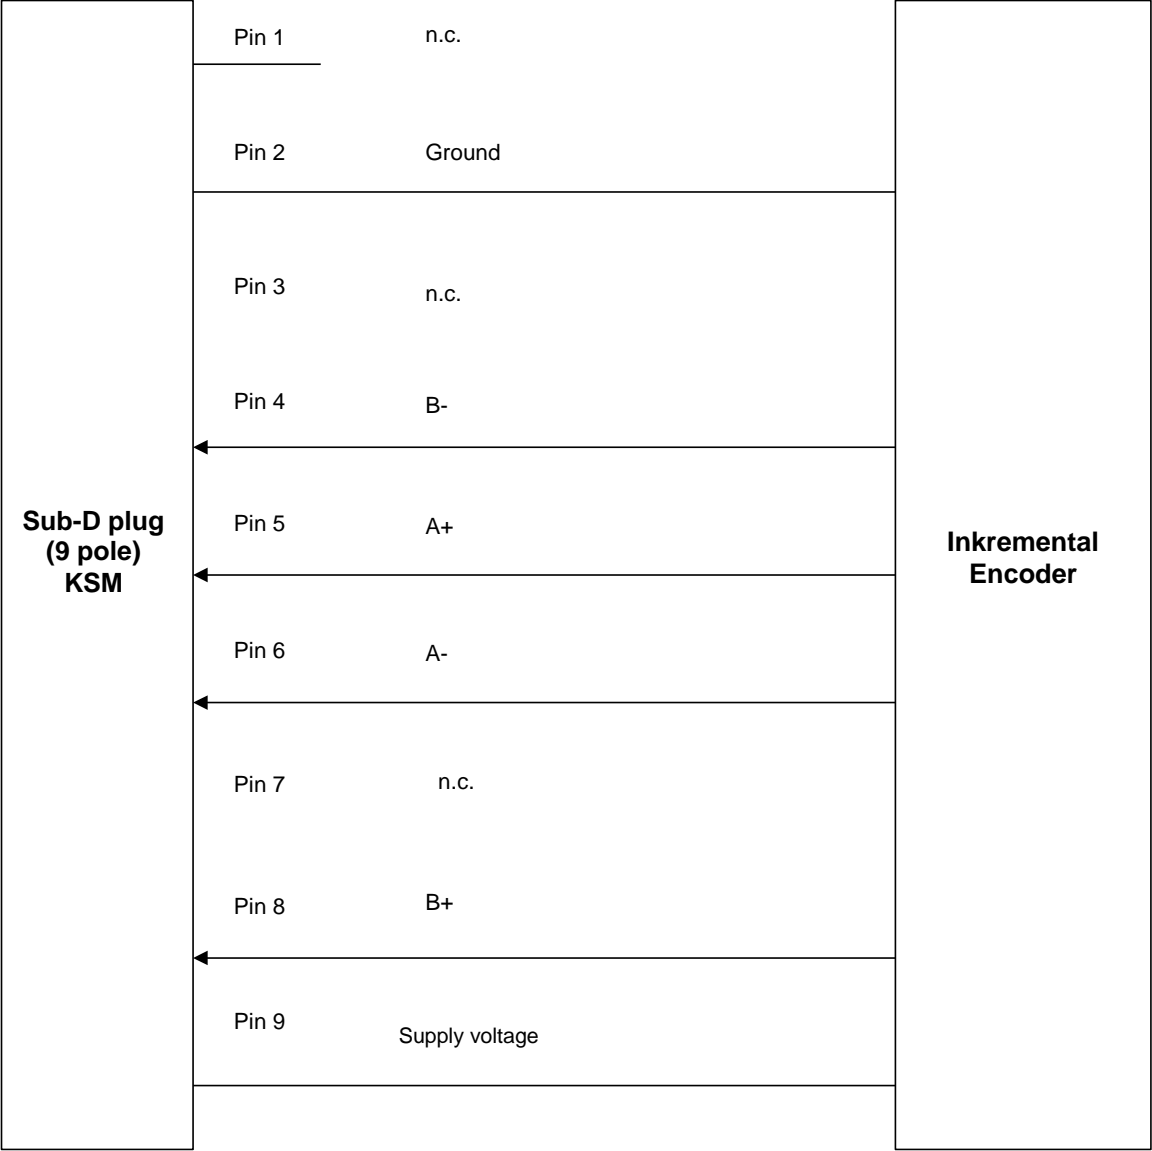 Pin 1 n.c.
Pin 2 Ground
Pin 3 n.c.
Pin 4 B-
Sub-D plug
(9 pole)
KSM
Pin 5 A+
Inkremental
Encoder
Pin 6 A-
Pin 7 n.c.
Pin 8 B+
Pin 9 Supply voltage